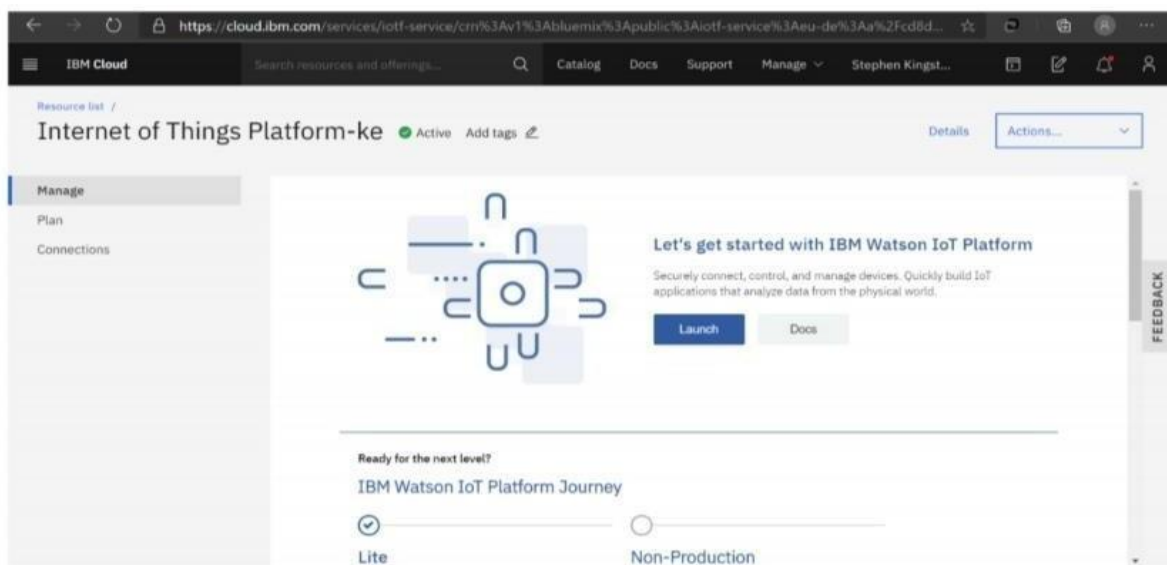 https://cloud.ibm.com/services/iotf-service/crn%3Av1%3Abluemix%3Apublic%3Aiotf-service%3Aeu-de%3Aa%2Fcd8d...
IBM Cloud Search resources and offerings... Catalog Docs Support Manage Stephen Kingst...
Resource list /
Internet of Things Platform-ke Active Add tags Details Actions...
Manage
Plan
Connections
Let's get started with IBM Watson IoT Platform
Securely connect, control, and manage devices. Quickly build IoT
applications that analyze data from the physical world.
Launch Docs
FEEDBACK
Ready for the next level?
IBM Watson IoT Platform Journey
Lite Non-Production